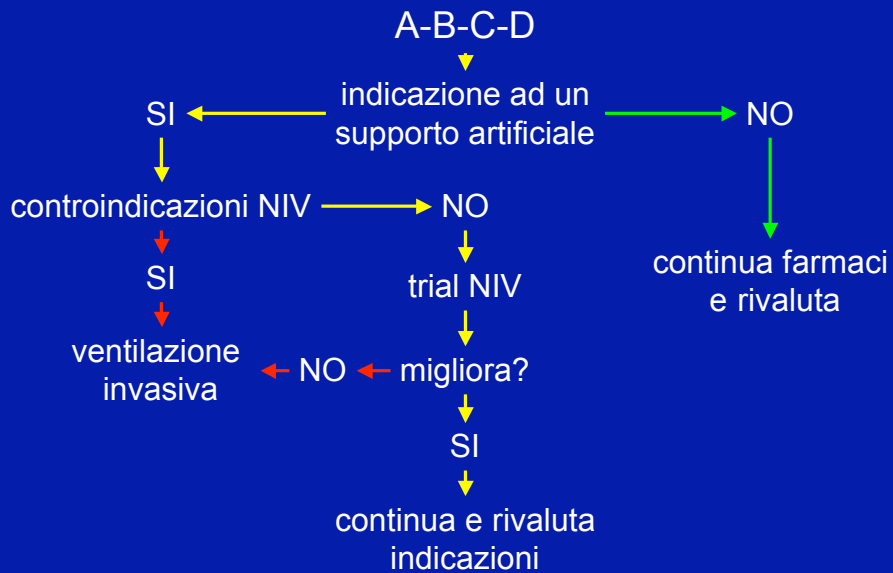 A-B-C-D
indicazione ad un
supporto artificiale
SI
NO
controindicazioni NIV
NO
SI
trial NIV
continua farmaci
e rivaluta
ventilazione
invasiva
NO
migliora?
SI
continua e rivaluta
indicazioni